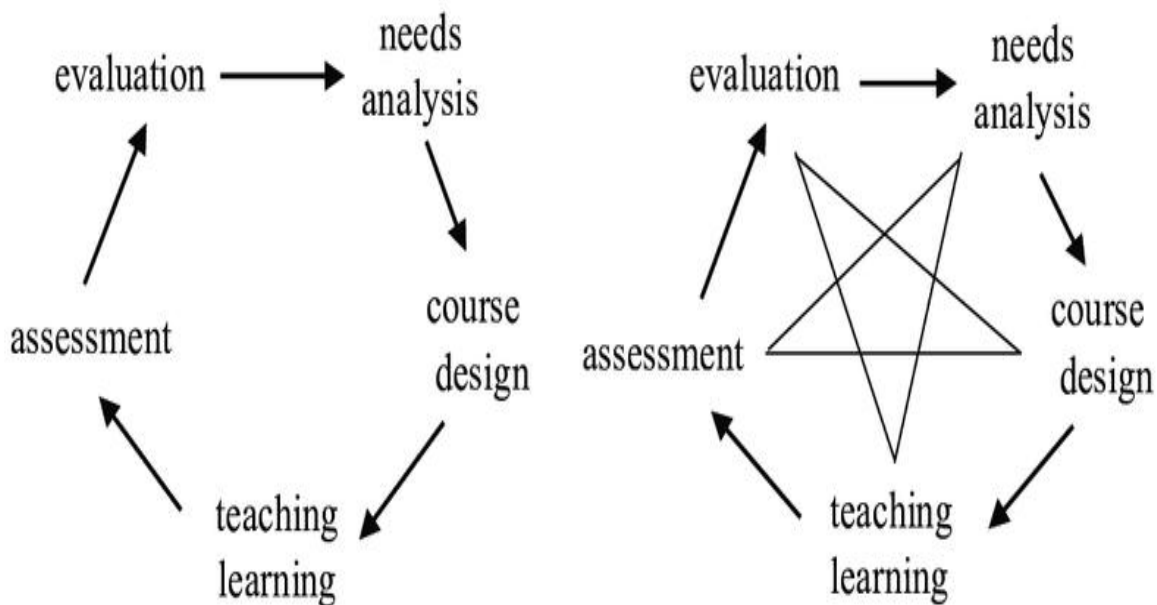 evaluation
needs
analysis
course
design
teaching
learning
assessment
evaluation
needs
analysis
course
design
teaching
learning
assessment